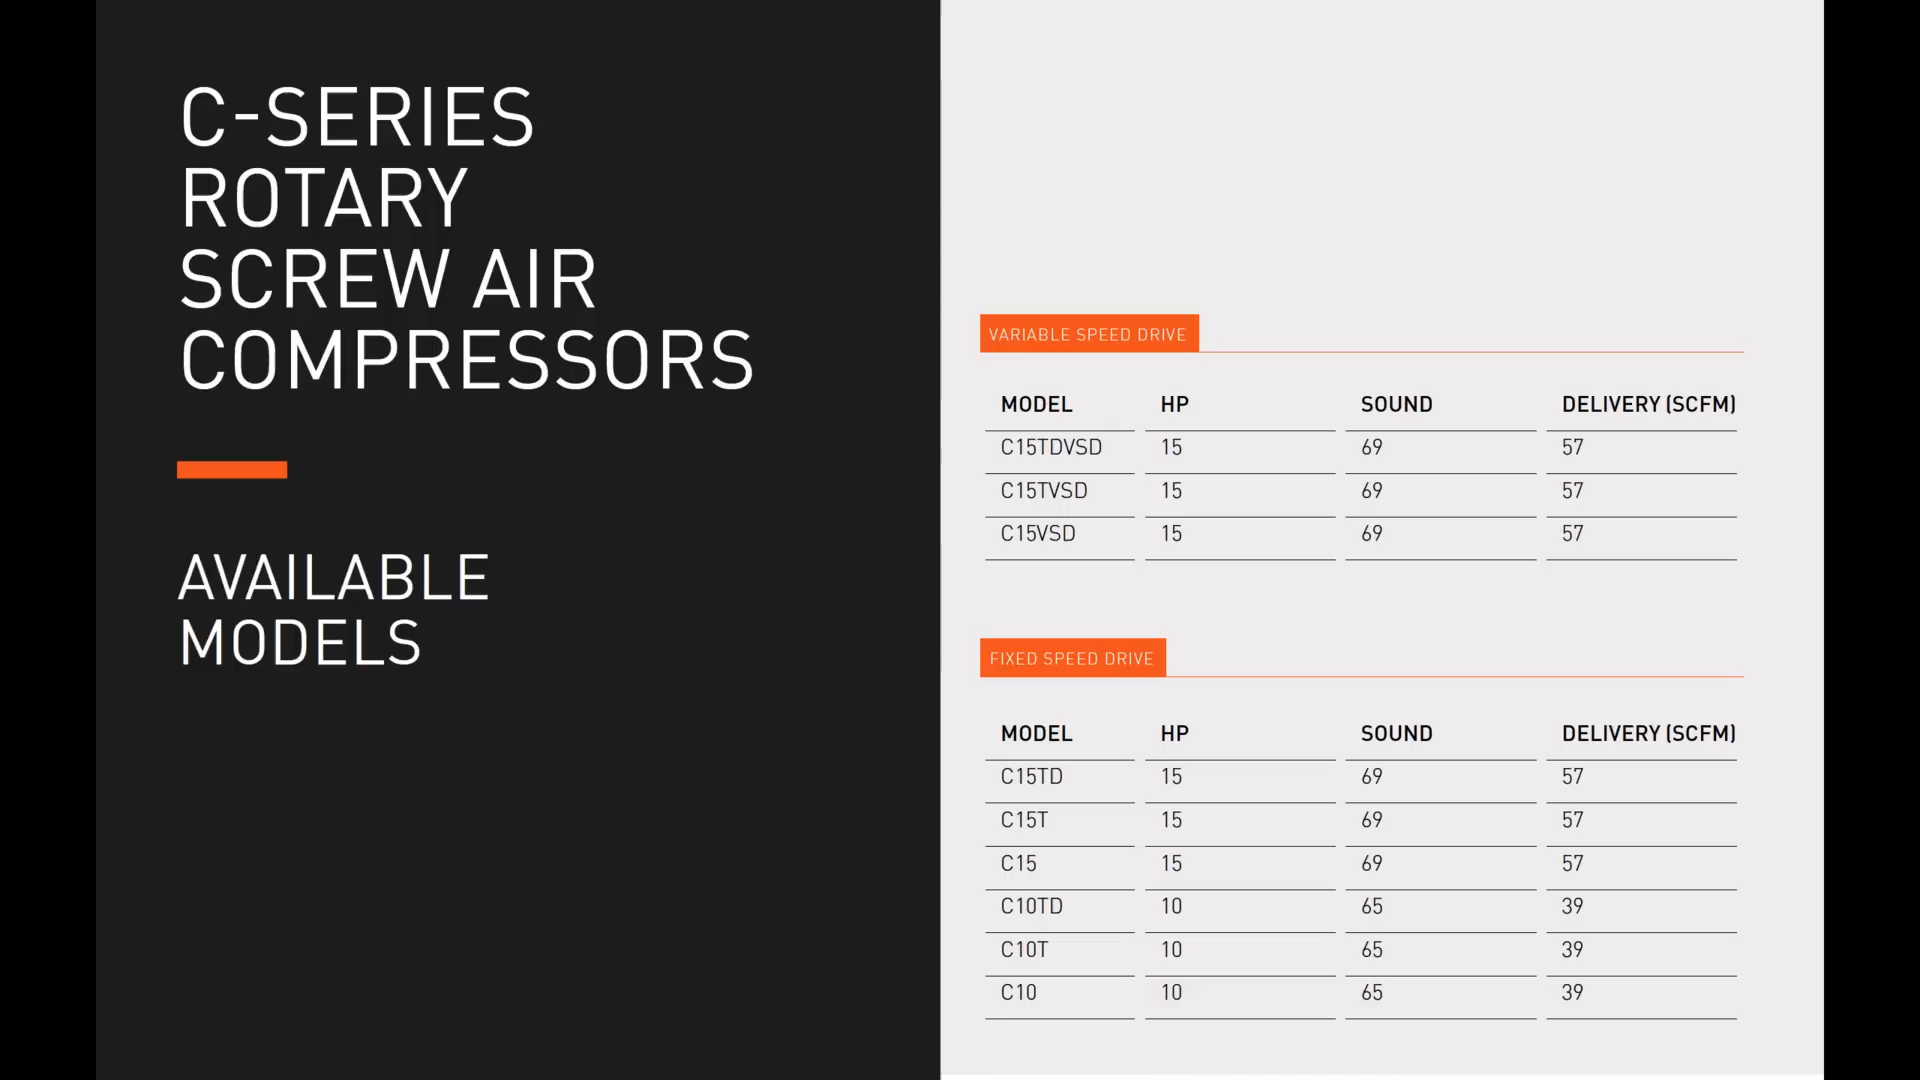 C-SERIES
ROTARY
SCREW AIR
COMPRESSORS
AVAILABLE
MODELS
VARIABLE SPEED DRIVE
MODEL HP SOUND DELIVERY (SCFM)
C15TDVSD 15 69 57
C15TVSD 15 69 57
C15VSD 15 69 57
FIXED SPEED DRIVE
MODEL HP SOUND DELIVERY (SCFM)
C15TD 15 69 57
C15T 15 69 57
C15 15 69 57
C10TD 10 65 39
C10T 10 65 39
C10 10 65 39